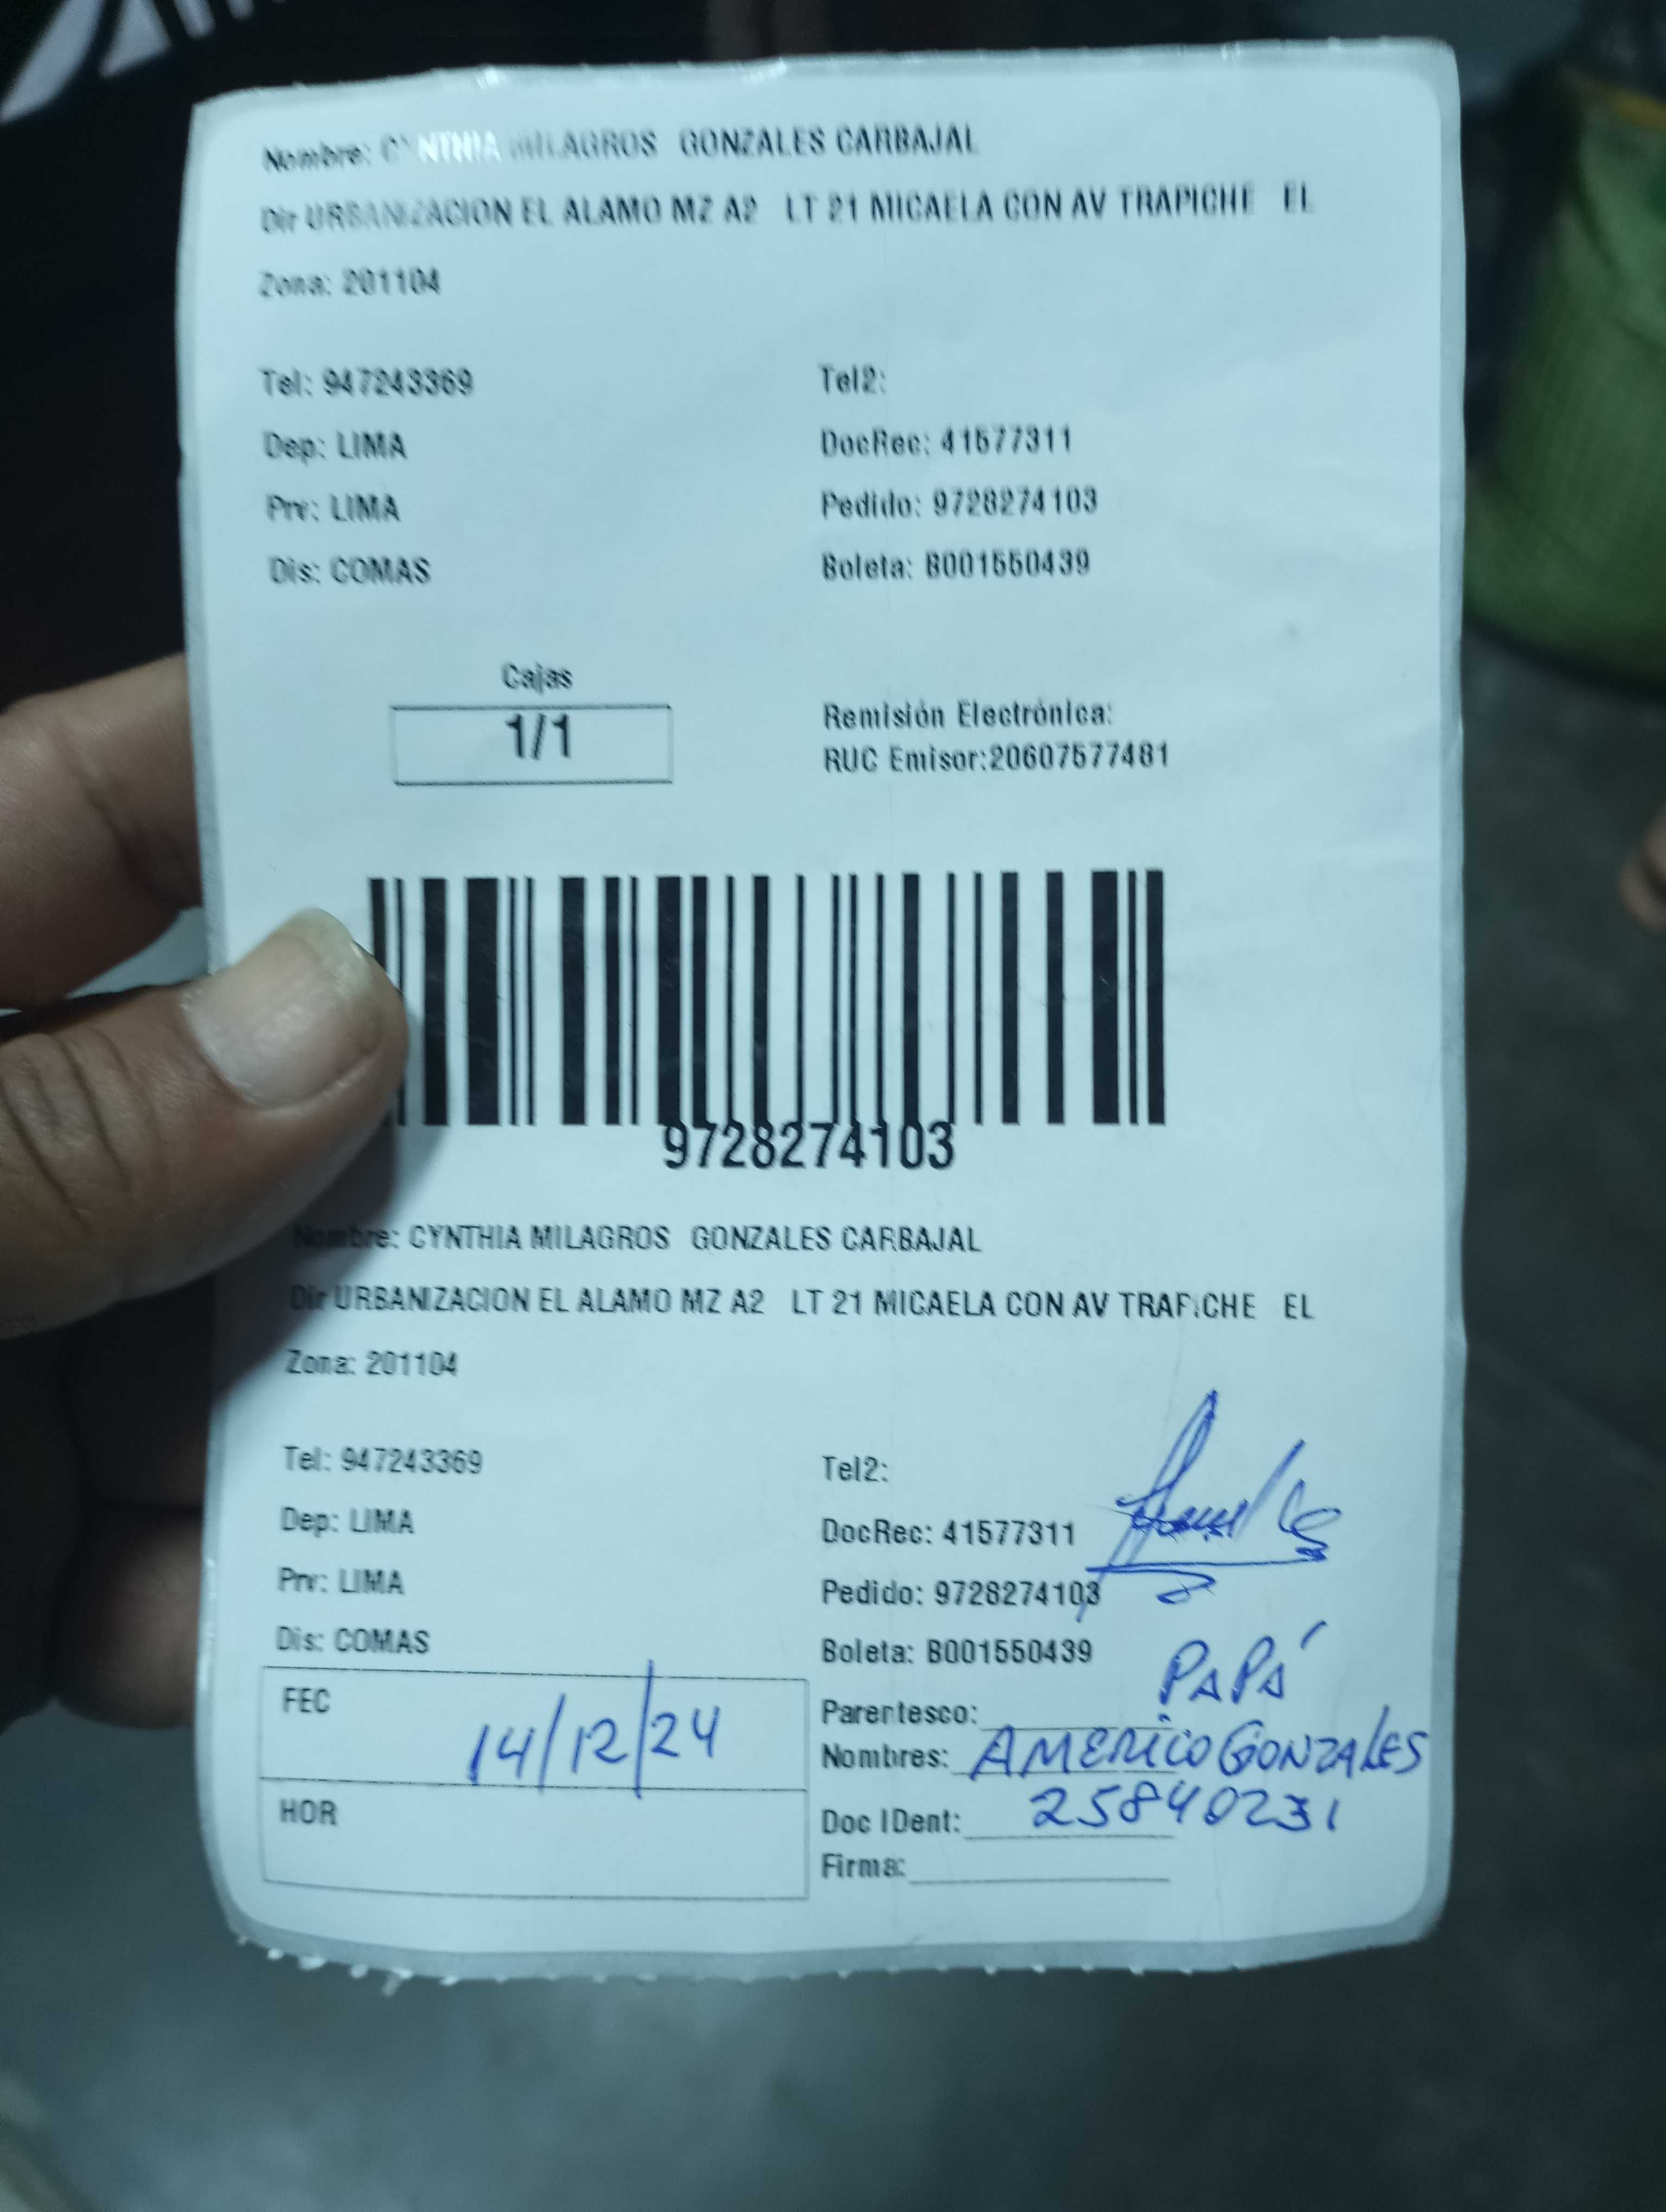 Nombre: CYNTHIA MILAGROS GONZALES CARBAJAL
Dir URBANIZACION EL ALAMO MZ A2 LT 21 MICAELA CON AV TRAPICHE EL
Zona: 201104
Tel: 947243369 Tel2:
Dep: LIMA DocRec: 41577311
Prv: LIMA Pedido: 9728274103
Dis: COMAS Boleta: B001550439
Cajas
1/1
Remisión Electrónica:
RUC Emisor:20607577481
9728274103
Nombre: CYNTHIA MILAGROS GONZALES CARBAJAL
Dir URBANIZACION EL ALAMO MZ A2 LT 21 MICAELA CON AV TRAPICHE EL
Zona: 201104
Tel: 947243369 Tel2:
Dep: LIMA DocRec: 41577311
Prv: LIMA Pedido: 9728274103
Dis: COMAS Boleta: B001550439
FEC 14/12/24
HOR
Parentesco: PAPÁ
Nombres: AMERICO GONZALES
Doc IDent: 25840231
Firma: